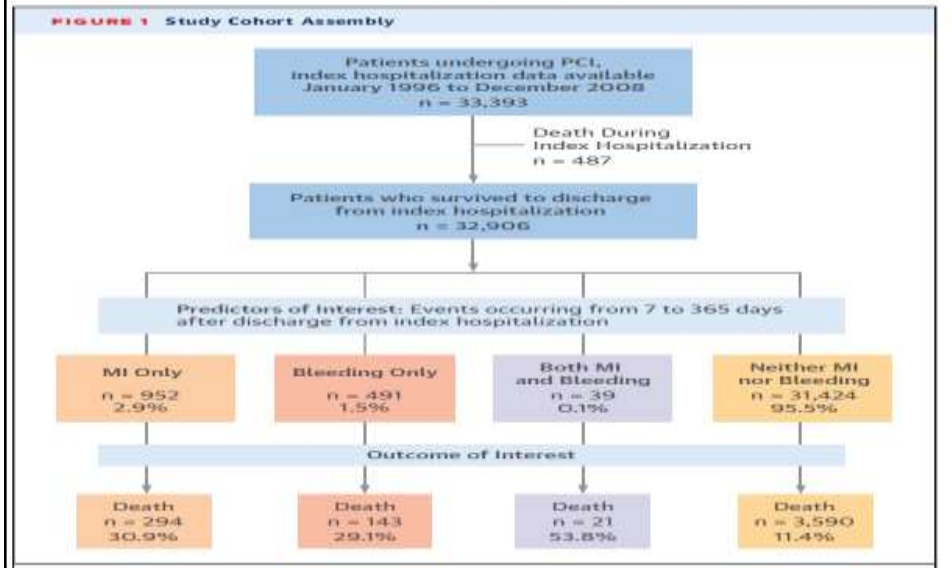 FIGURE 1 Study Cohort Assembly
Patients undergoing PCI,
index hospitalization data available
January 1996 to December 2008
n = 33,393
Death During
Index Hospitalization
n = 487
Patients who survived to discharge
from index hospitalization
n = 32,906
Predictors of Interest: Events occurring from 7 to 365 days
after discharge from index hospitalization
MI Only
n = 952
2.9%
Bleeding Only
n = 491
1.5%
Both MI
and Bleeding
n = 39
0.1%
Neither MI
nor Bleeding
n = 31,424
95.5%
Outcome of Interest
Death
n = 294
30.9%
Death
n = 143
29.1%
Death
n = 21
53.8%
Death
n = 3,590
11.4%